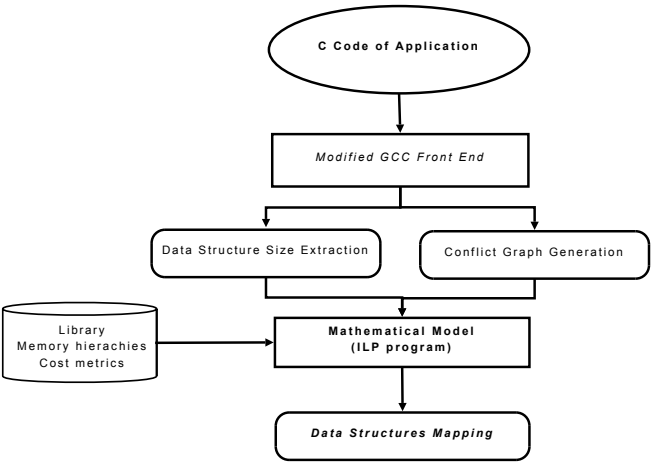 C Code of Application
Modified GCC Front End
Data Structure Size Extraction
Conflict Graph Generation
Library
Memory hierachies
Cost metrics
Mathematical Model
(ILP program)
Data Structures Mapping